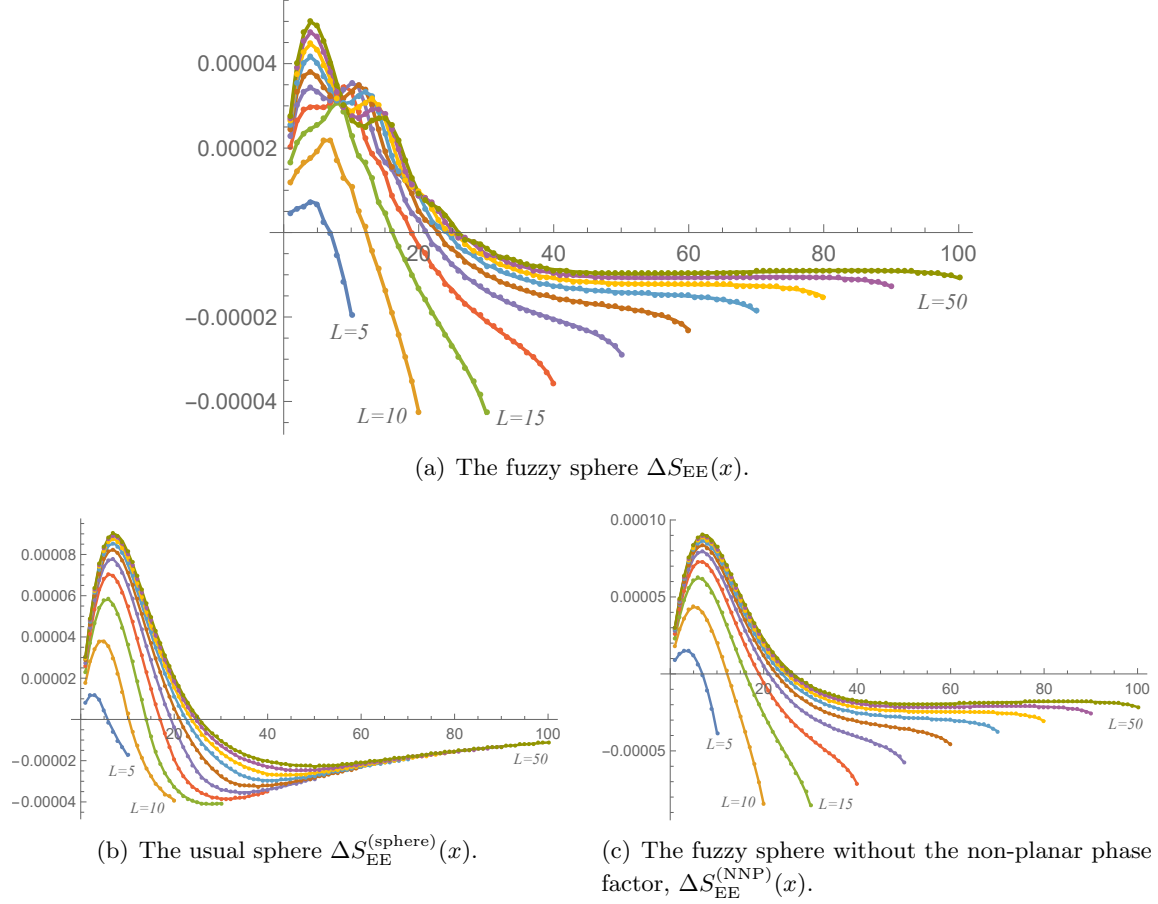 0.00004
0.00002
20 40 60 80 100
−0.00002
−0.00004
L=5
L=10
L=15
L=50
(a) The fuzzy sphere ΔS_EE(x).
0.00008
0.00006
0.00004
0.00002
20 40 60 80 100
−0.00002
−0.00004
L=5
L=10
L=50
(b) The usual sphere ΔS_EE^(sphere)(x).
0.00010
0.00005
20 40 60 80 100
−0.00005
L=5
L=10
L=15
L=50
(c) The fuzzy sphere without the non-planar phase
factor, ΔS_EE^(NNP)(x).